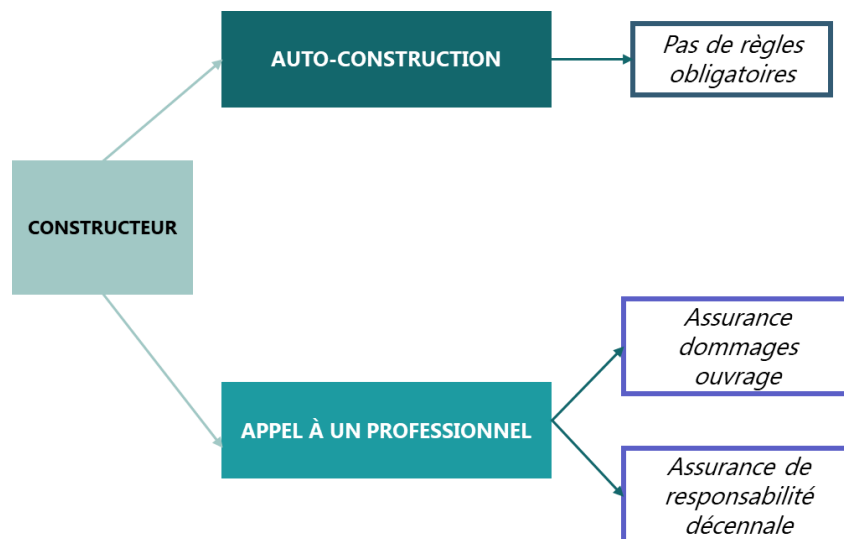 AUTO-CONSTRUCTION
Pas de règles
obligatoires
CONSTRUCTEUR
Assurance
dommages
ouvrage
APPEL À UN PROFESSIONNEL
Assurance de
responsabilité
décennale